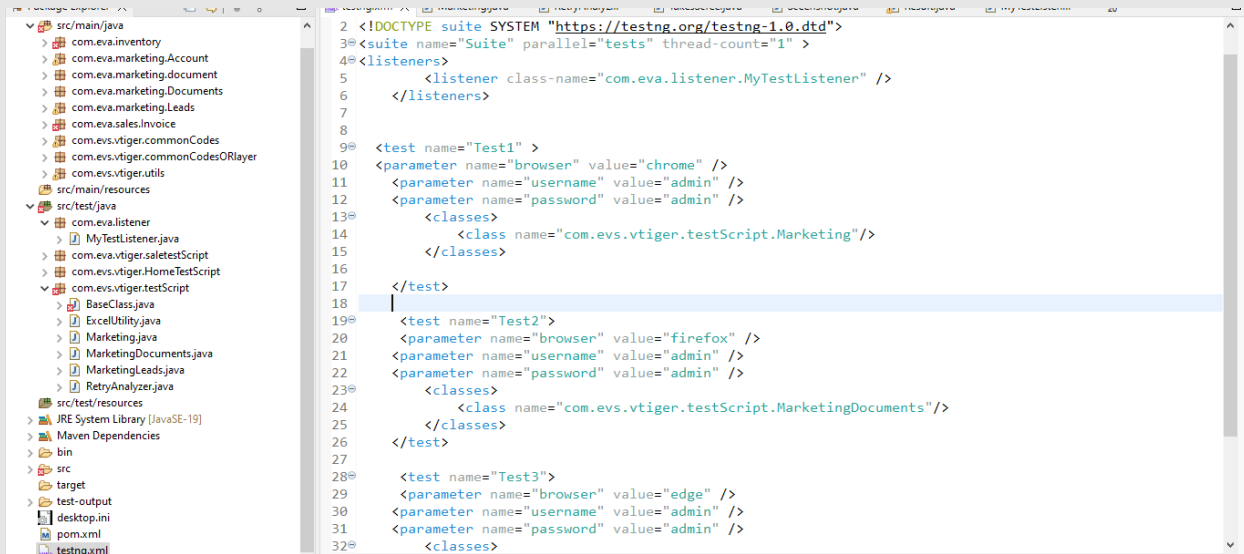 Package Explorer
testng.xml
Marketing.java
src/main/java
com.eva.inventory
com.eva.marketing.Account
com.eva.marketing.document
com.eva.marketing.Documents
com.eva.marketing.Leads
com.eva.sales.Invoice
com.evs.vtiger.commonCodes
com.evs.vtiger.commonCodesORlayer
com.evs.vtiger.utils
src/main/resources
src/test/java
com.eva.listener
MyTestListener.java
com.eva.vtiger.saletestScript
com.evs.vtiger.HomeTestScript
com.evs.vtiger.testScript
BaseClass.java
ExcelUtility.java
Marketing.java
MarketingDocuments.java
MarketingLeads.java
RetryAnalyzer.java
src/test/resources
JRE System Library [JavaSE-19]
Maven Dependencies
bin
src
target
test-output
desktop.ini
pom.xml
testng.xml
2 <!DOCTYPE suite SYSTEM "https://testng.org/testng-1.0.dtd">
3 <suite name="Suite" parallel="tests" thread-count="1" >
4 <listeners>
5 <listener class-name="com.eva.listener.MyTestListener" />
6 </listeners>
7
8
9 <test name="Test1" >
10 <parameter name="browser" value="chrome" />
11 <parameter name="username" value="admin" />
12 <parameter name="password" value="admin" />
13 <classes>
14 <class name="com.evs.vtiger.testScript.Marketing"/>
15 </classes>
16
17 </test>
18
19 <test name="Test2">
20 <parameter name="browser" value="firefox" />
21 <parameter name="username" value="admin" />
22 <parameter name="password" value="admin" />
23 <classes>
24 <class name="com.evs.vtiger.testScript.MarketingDocuments"/>
25 </classes>
26 </test>
27
28 <test name="Test3">
29 <parameter name="browser" value="edge" />
30 <parameter name="username" value="admin" />
31 <parameter name="password" value="admin" />
32 <classes>